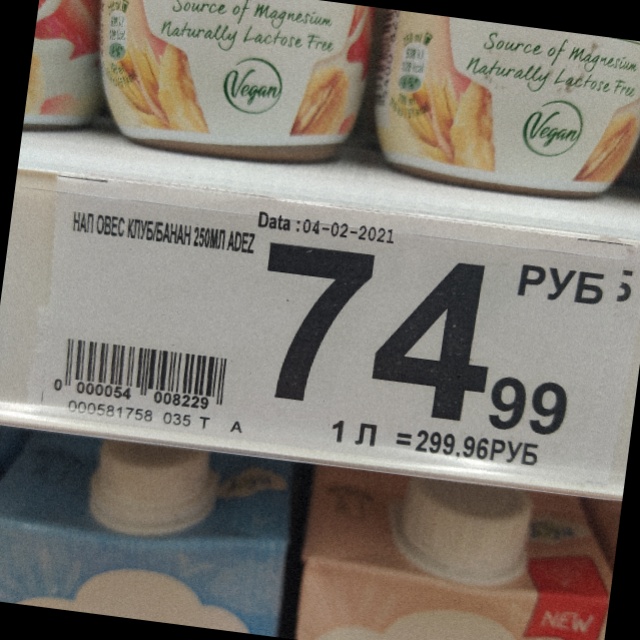 Source of Magnesium
Naturally Lactose Free
Vegan
Source of Magnesium
Naturally Lactose Free
Vegan
НАП ОВЕС КЛУБ/БАНАН 250МЛ ADEZ
Data :04-02-2021
74 99
РУБ
0 000054 008229
000581758 035 Т А
1 Л =299.96РУБ
NEW